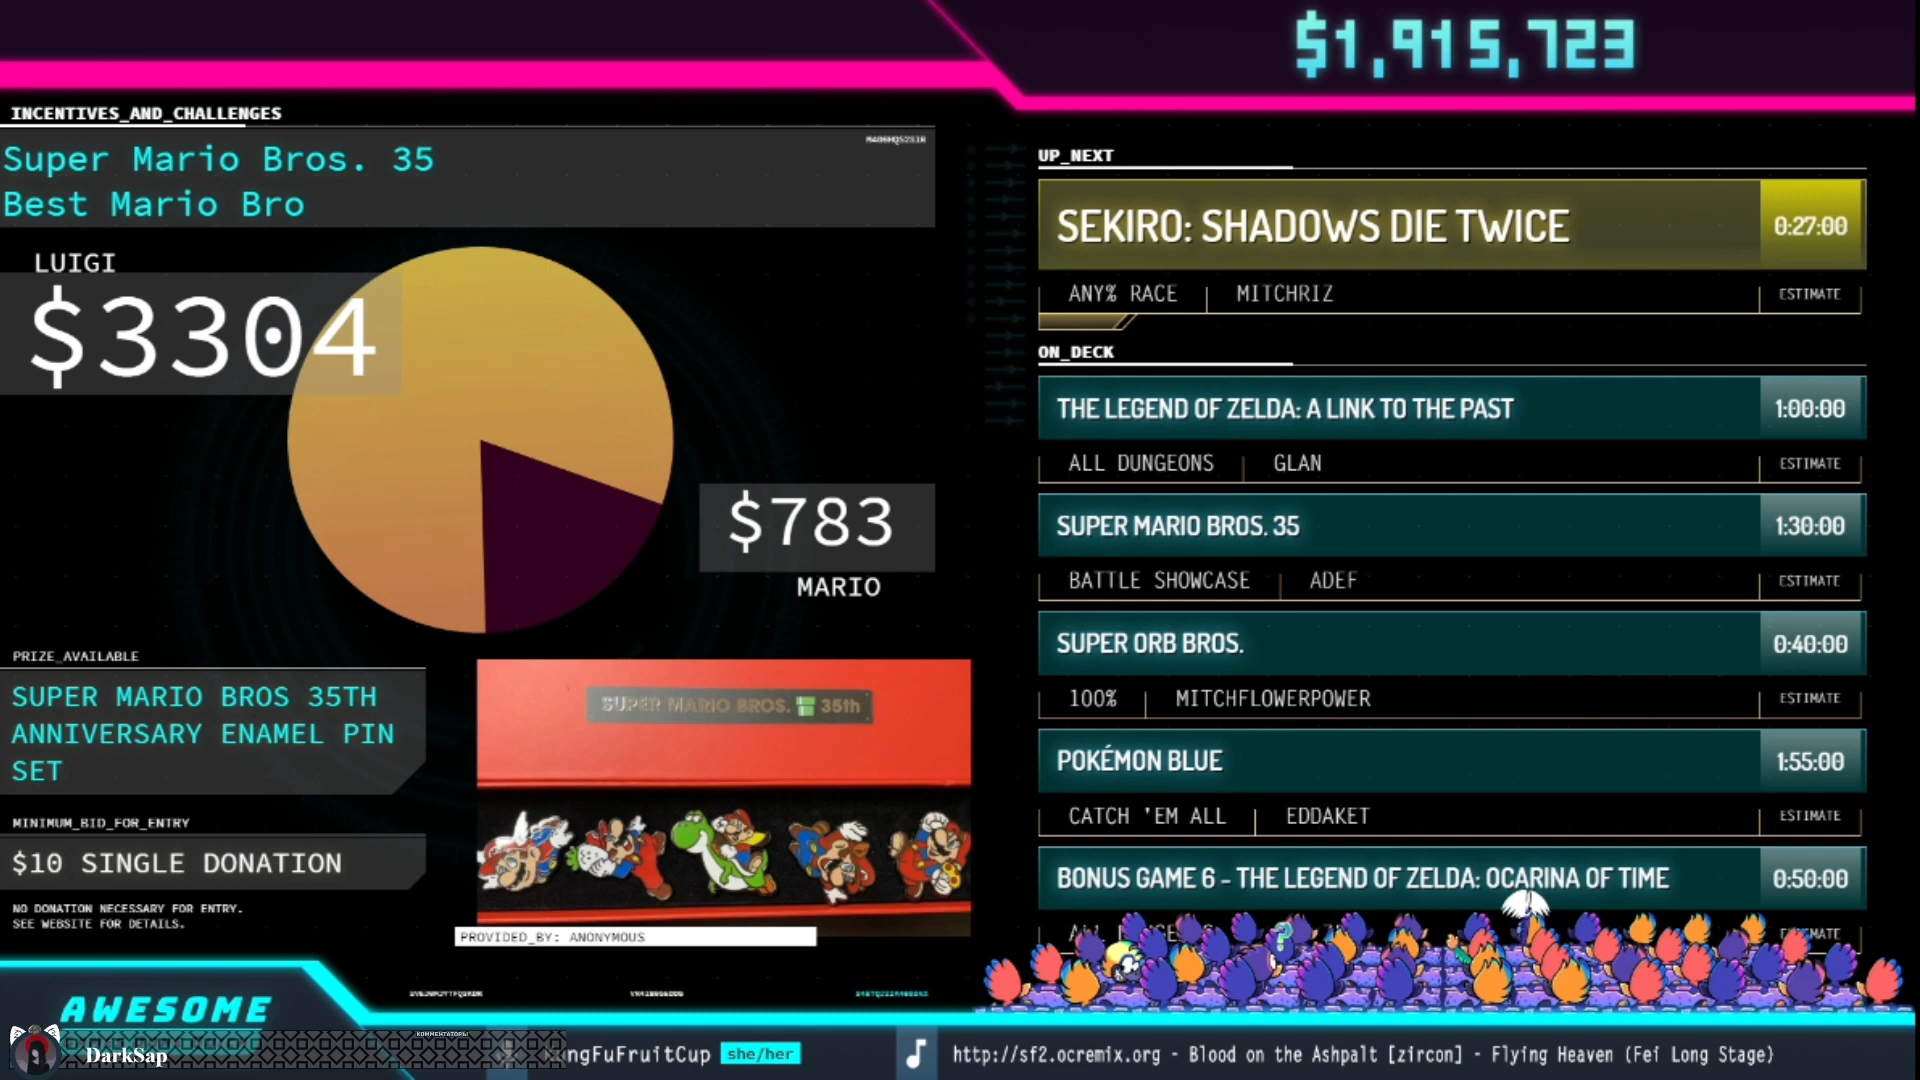 $1,915,723
INCENTIVES_AND_CHALLENGES
Super Mario Bros. 35
Best Mario Bro
LUIGI
$3304
$783
MARIO
PRIZE_AVAILABLE
SUPER MARIO BROS 35TH
ANNIVERSARY ENAMEL PIN
SET
MINIMUM_BID_FOR_ENTRY
$10 SINGLE DONATION
NO DONATION NECESSARY FOR ENTRY.
SEE WEBSITE FOR DETAILS.
SUPER MARIO BROS. 35th
PROVIDED_BY: ANONYMOUS
UP_NEXT
SEKIRO: SHADOWS DIE TWICE 0:27:00
ANY% RACE MITCHRIZ ESTIMATE
ON_DECK
THE LEGEND OF ZELDA: A LINK TO THE PAST 1:00:00
ALL DUNGEONS GLAN ESTIMATE
SUPER MARIO BROS. 35 1:30:00
BATTLE SHOWCASE ADEF ESTIMATE
SUPER ORB BROS. 0:40:00
100% MITCHFLOWERPOWER ESTIMATE
POKÉMON BLUE 1:55:00
CATCH 'EM ALL EDDAKET ESTIMATE
BONUS GAME 6 - THE LEGEND OF ZELDA: OCARINA OF TIME 0:50:00
AWESOME
КОММЕНТАТОРЫ
DarkSap
she/her
http://sf2.ocremix.org - Blood on the Ashpalt [zircon] - Flying Heaven (Fei Long Stage)